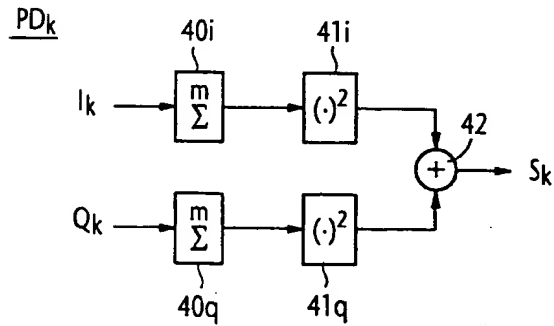 PDk
40i
41i
Ik
m
Σ
(·)²
42
+
Sk
Qk
m
Σ
(·)²
40q
41q